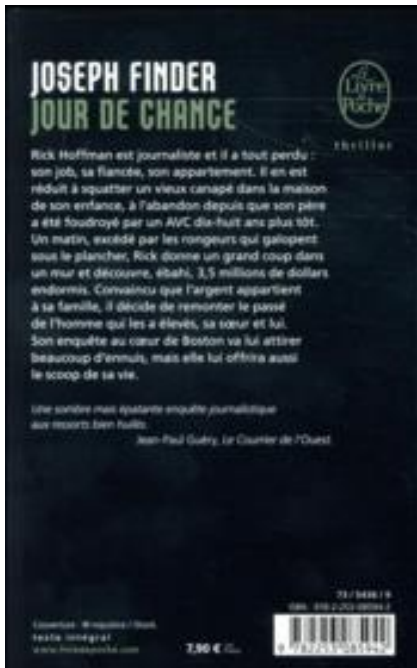 JOSEPH FINDER
JOUR DE CHANCE
Le Livre de Poche
thriller
Rick Hoffman est journaliste et il a tout perdu :
son job, sa fiancée, son appartement. Il en est
réduit à squatter un vieux canapé dans la maison
de son enfance, à l'abandon depuis que son père
a été foudroyé par un AVC dix-huit ans plus tôt.
Un matin, excédé par les rongeurs qui galopent
sous le plancher, Rick donne un grand coup dans
un mur et découvre, ébahi, 3,5 millions de dollars
endormis. Convaincu que l'argent appartient
à sa famille, il décide de remonter le passé
de l'homme qui les a élevés, sa sœur et lui.
Son enquête au cœur de Boston va lui attirer
beaucoup d'ennuis, mais elle lui offrira aussi
le scoop de sa vie.
Une sombre mais épatante enquête journalistique
aux ressorts bien huilés.
Jean-Paul Guéry, Le Courrier de l'Ouest.
Couverture :
texte intégral
www.livredepoche.com
7,90 €
ISBN :